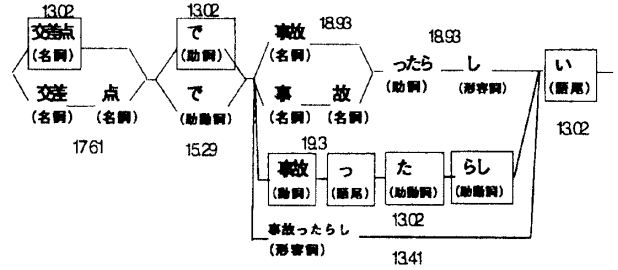 13.02 13.02 18.93 18.93
交差点 で 事故 ったら し い
(名詞) (助詞) (名詞) (助詞) (形容詞) (語尾)
交差 点 で 事 故
(名詞) (名詞) (助動詞) (名詞) (名詞)
1761 15.29 19.3 13.02
事故 っ た らし
(動詞) (語尾) (助動詞) (助動詞)
13.02
事故ったらし
(形容詞)
13.41